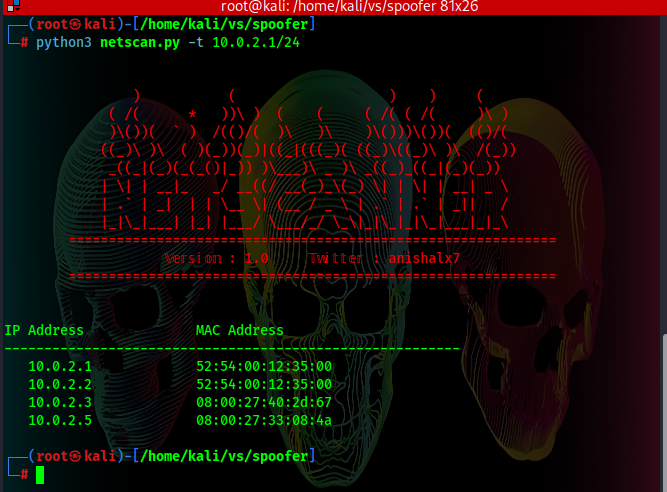 root@kali: /home/kali/vs/spoofer 81x26
┌──(root㉿kali)-[/home/kali/vs/spoofer]
└─# python3 netscan.py -t 10.0.2.1/24
Version : 1.0 Twitter : anishalx7
IP Address MAC Address
10.0.2.1 52:54:00:12:35:00
10.0.2.2 52:54:00:12:35:00
10.0.2.3 08:00:27:40:2d:67
10.0.2.5 08:00:27:33:08:4a
┌──(root㉿kali)-[/home/kali/vs/spoofer]
└─#